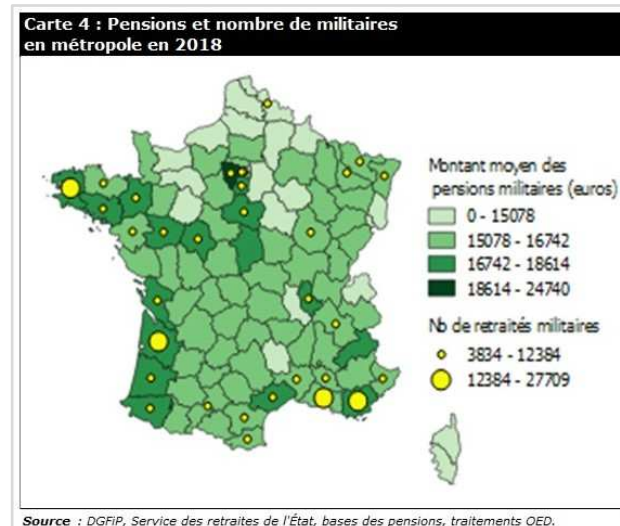 Carte 4 : Pensions et nombre de militaires
en métropole en 2018
Montant moyen des
pensions militaires (euros)
0 - 15078
15078 - 16742
16742 - 18614
18614 - 24740
Nb de retraités militaires
3834 - 12384
12384 - 27709
Source : DGFiP, Service des retraites de l'État, bases des pensions, traitements OED.